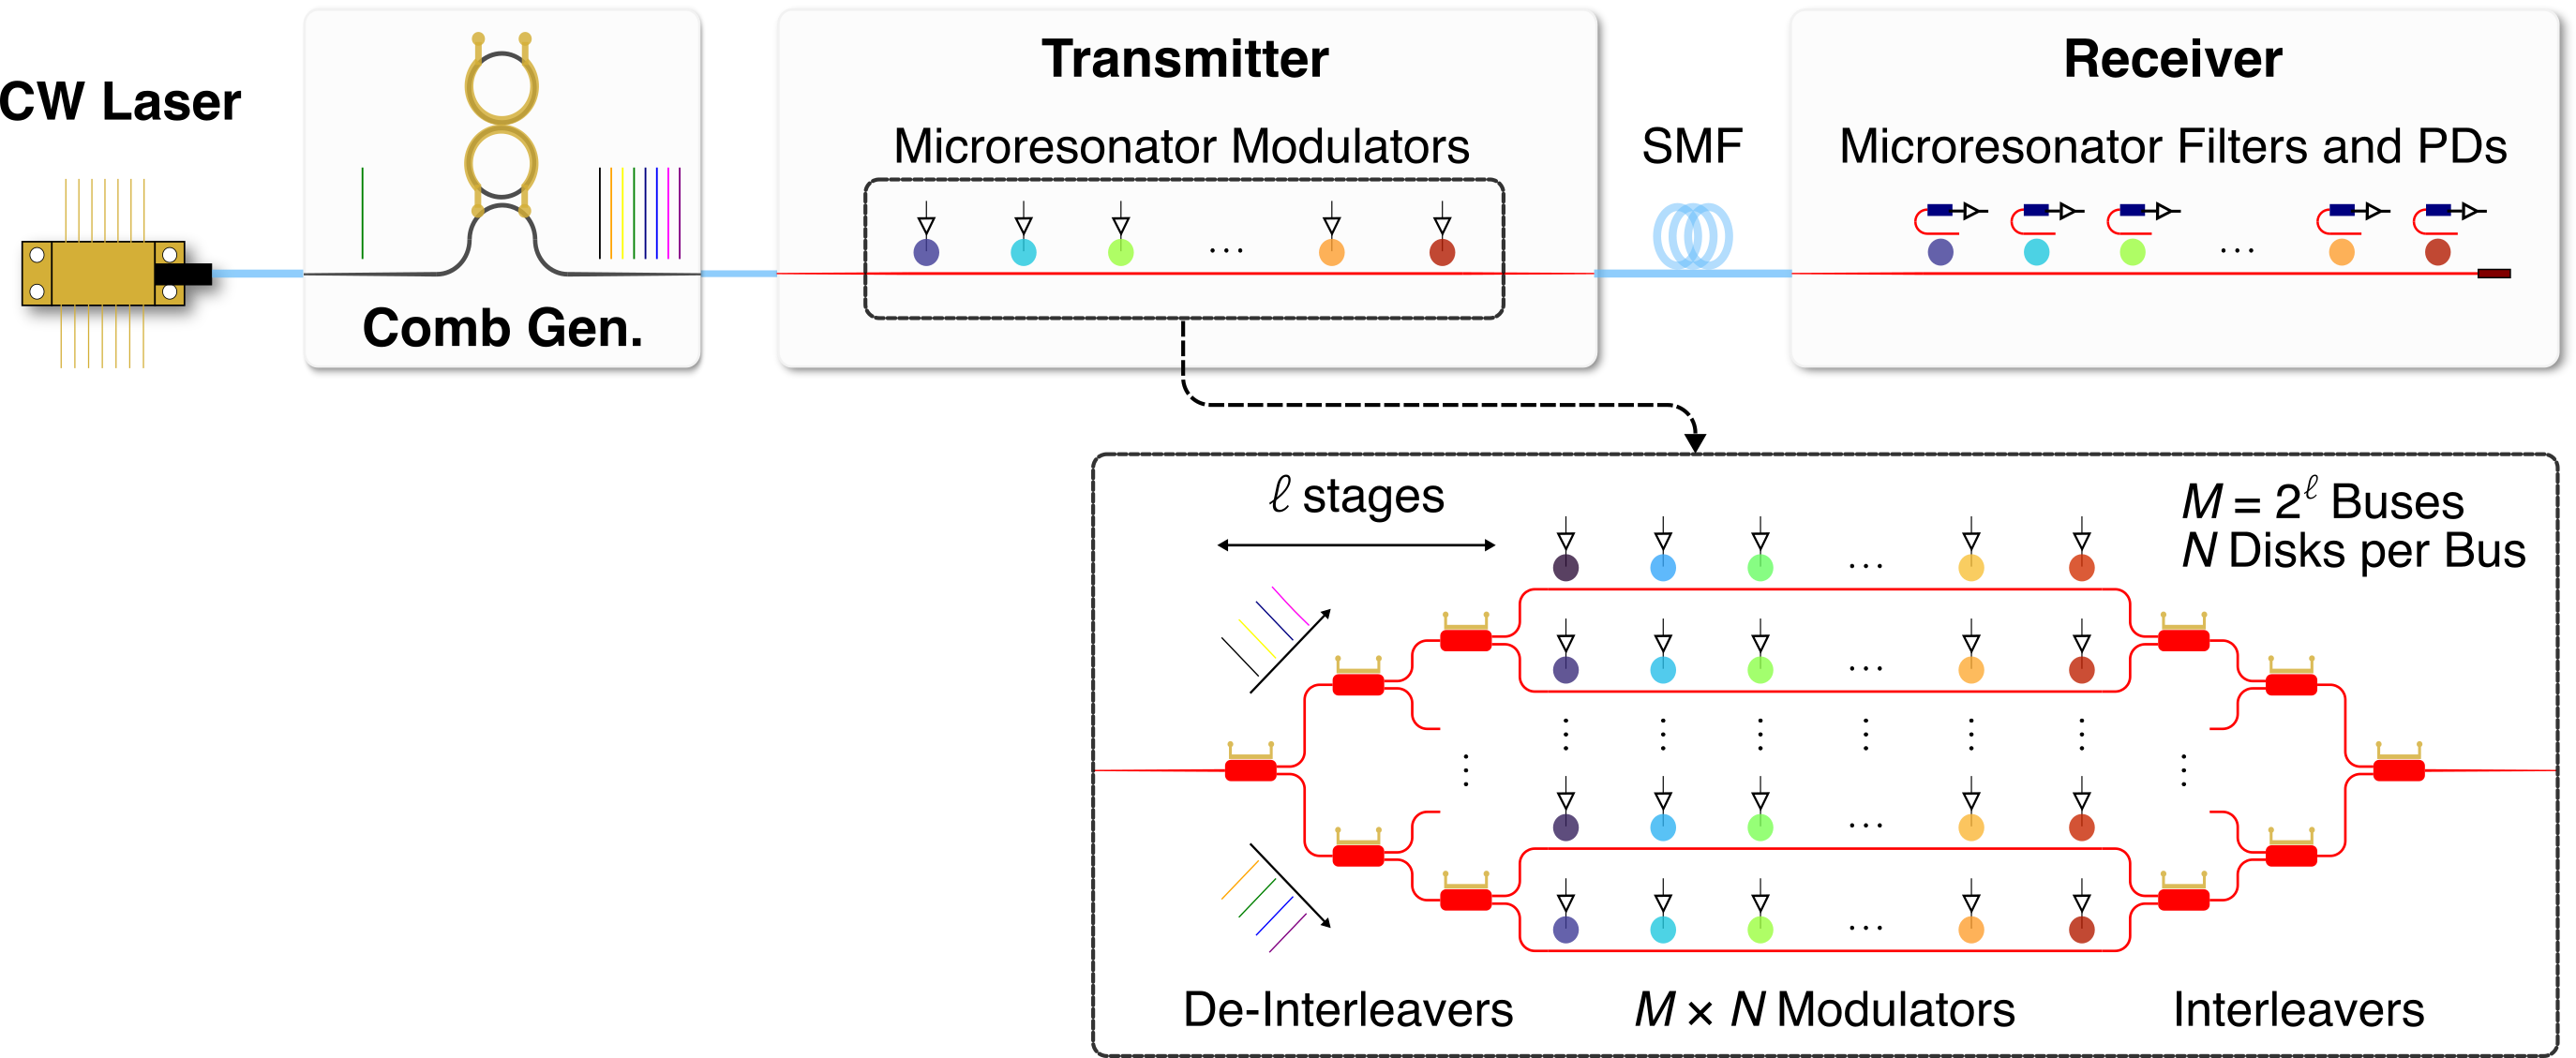 CW Laser
Comb Gen.
Transmitter
Microresonator Modulators
...
SMF
Receiver
Microresonator Filters and PDs
...
ℓ stages
M = 2^ℓ Buses
N Disks per Bus
...
...
...
...
De-Interleavers
M × N Modulators
Interleavers